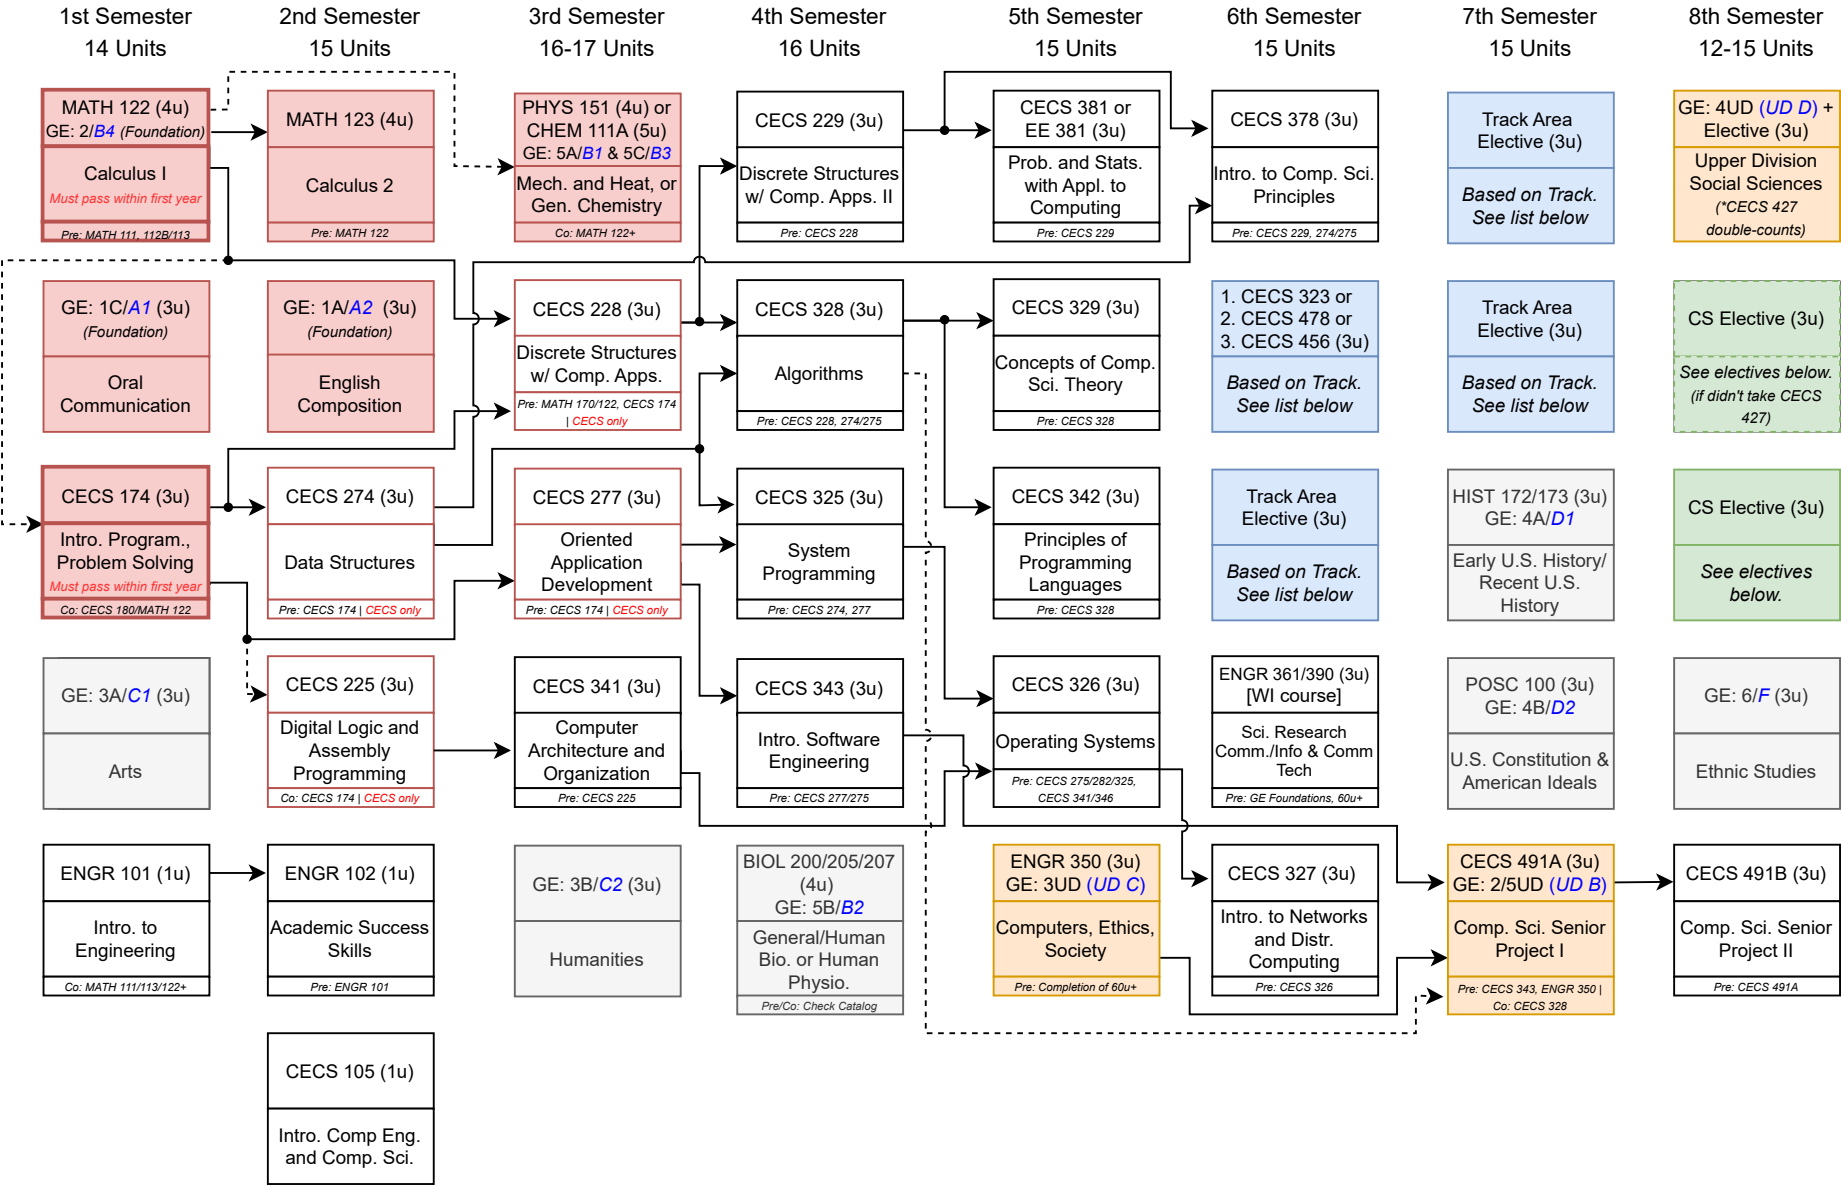 1st Semester
14 Units
2nd Semester
15 Units
3rd Semester
16-17 Units
4th Semester
16 Units
5th Semester
15 Units
6th Semester
15 Units
7th Semester
15 Units
8th Semester
12-15 Units
MATH 122 (4u)
GE: 2/B4 (Foundation)
Calculus I
Must pass within first year
Pre: MATH 111, 112B/113
MATH 123 (4u)
Calculus 2
Pre: MATH 122
PHYS 151 (4u) or
CHEM 111A (5u)
GE: 5A/B1 & 5C/B3
Mech. and Heat, or
Gen. Chemistry
Co: MATH 122+
CECS 229 (3u)
Discrete Structures
w/ Comp. Apps. II
Pre: CECS 228
CECS 381 or
EE 381 (3u)
Prob. and Stats.
with Appl. to
Computing
Pre: CECS 229
CECS 378 (3u)
Intro. to Comp. Sci.
Principles
Pre: CECS 229, 274/275
Track Area
Elective (3u)
Based on Track.
See list below
GE: 4UD (UD D) +
Elective (3u)
Upper Division
Social Sciences
(*CECS 427
double-counts)
GE: 1C/A1 (3u)
(Foundation)
Oral
Communication
GE: 1A/A2 (3u)
(Foundation)
English
Composition
CECS 228 (3u)
Discrete Structures
w/ Comp. Apps.
Pre: MATH 170/122, CECS 174
| CECS only
CECS 328 (3u)
Algorithms
Pre: CECS 228, 274/275
CECS 329 (3u)
Concepts of Comp.
Sci. Theory
Pre: CECS 328
1. CECS 323 or
2. CECS 478 or
3. CECS 456 (3u)
Based on Track.
See list below
Track Area
Elective (3u)
Based on Track.
See list below
CS Elective (3u)
See electives below.
(if didn't take CECS
427)
CECS 174 (3u)
Intro. Program.,
Problem Solving
Must pass within first year
Co: CECS 180/MATH 122
CECS 274 (3u)
Data Structures
Pre: CECS 174 | CECS only
CECS 277 (3u)
Oriented
Application
Development
Pre: CECS 174 | CECS only
CECS 325 (3u)
System
Programming
Pre: CECS 274, 277
CECS 342 (3u)
Principles of
Programming
Languages
Pre: CECS 328
Track Area
Elective (3u)
Based on Track.
See list below
HIST 172/173 (3u)
GE: 4A/D1
Early U.S. History/
Recent U.S.
History
CS Elective (3u)
See electives
below.
GE: 3A/C1 (3u)
Arts
CECS 225 (3u)
Digital Logic and
Assembly
Programming
Co: CECS 174 | CECS only
CECS 341 (3u)
Computer
Architecture and
Organization
Pre: CECS 225
CECS 343 (3u)
Intro. Software
Engineering
Pre: CECS 277/275
CECS 326 (3u)
Operating Systems
Pre: CECS 275/282/325,
CECS 341/346
ENGR 361/390 (3u)
[WI course]
Sci. Research
Comm./Info & Comm
Tech
Pre: GE Foundations, 60u+
POSC 100 (3u)
GE: 4B/D2
U.S. Constitution &
American Ideals
GE: 6/F (3u)
Ethnic Studies
ENGR 101 (1u)
Intro. to
Engineering
Co: MATH 111/113/122+
ENGR 102 (1u)
Academic Success
Skills
Pre: ENGR 101
GE: 3B/C2 (3u)
Humanities
BIOL 200/205/207
(4u)
GE: 5B/B2
General/Human
Bio. or Human
Physio.
Pre/Co: Check Catalog
ENGR 350 (3u)
GE: 3UD (UD C)
Computers, Ethics,
Society
Pre: Completion of 60u+
CECS 327 (3u)
Intro. to Networks
and Distr.
Computing
Pre: CECS 326
CECS 491A (3u)
GE: 2/5UD (UD B)
Comp. Sci. Senior
Project I
Pre: CECS 343, ENGR 350 |
Co: CECS 328
CECS 491B (3u)
Comp. Sci. Senior
Project II
Pre: CECS 491A
CECS 105 (1u)
Intro. Comp Eng.
and Comp. Sci.